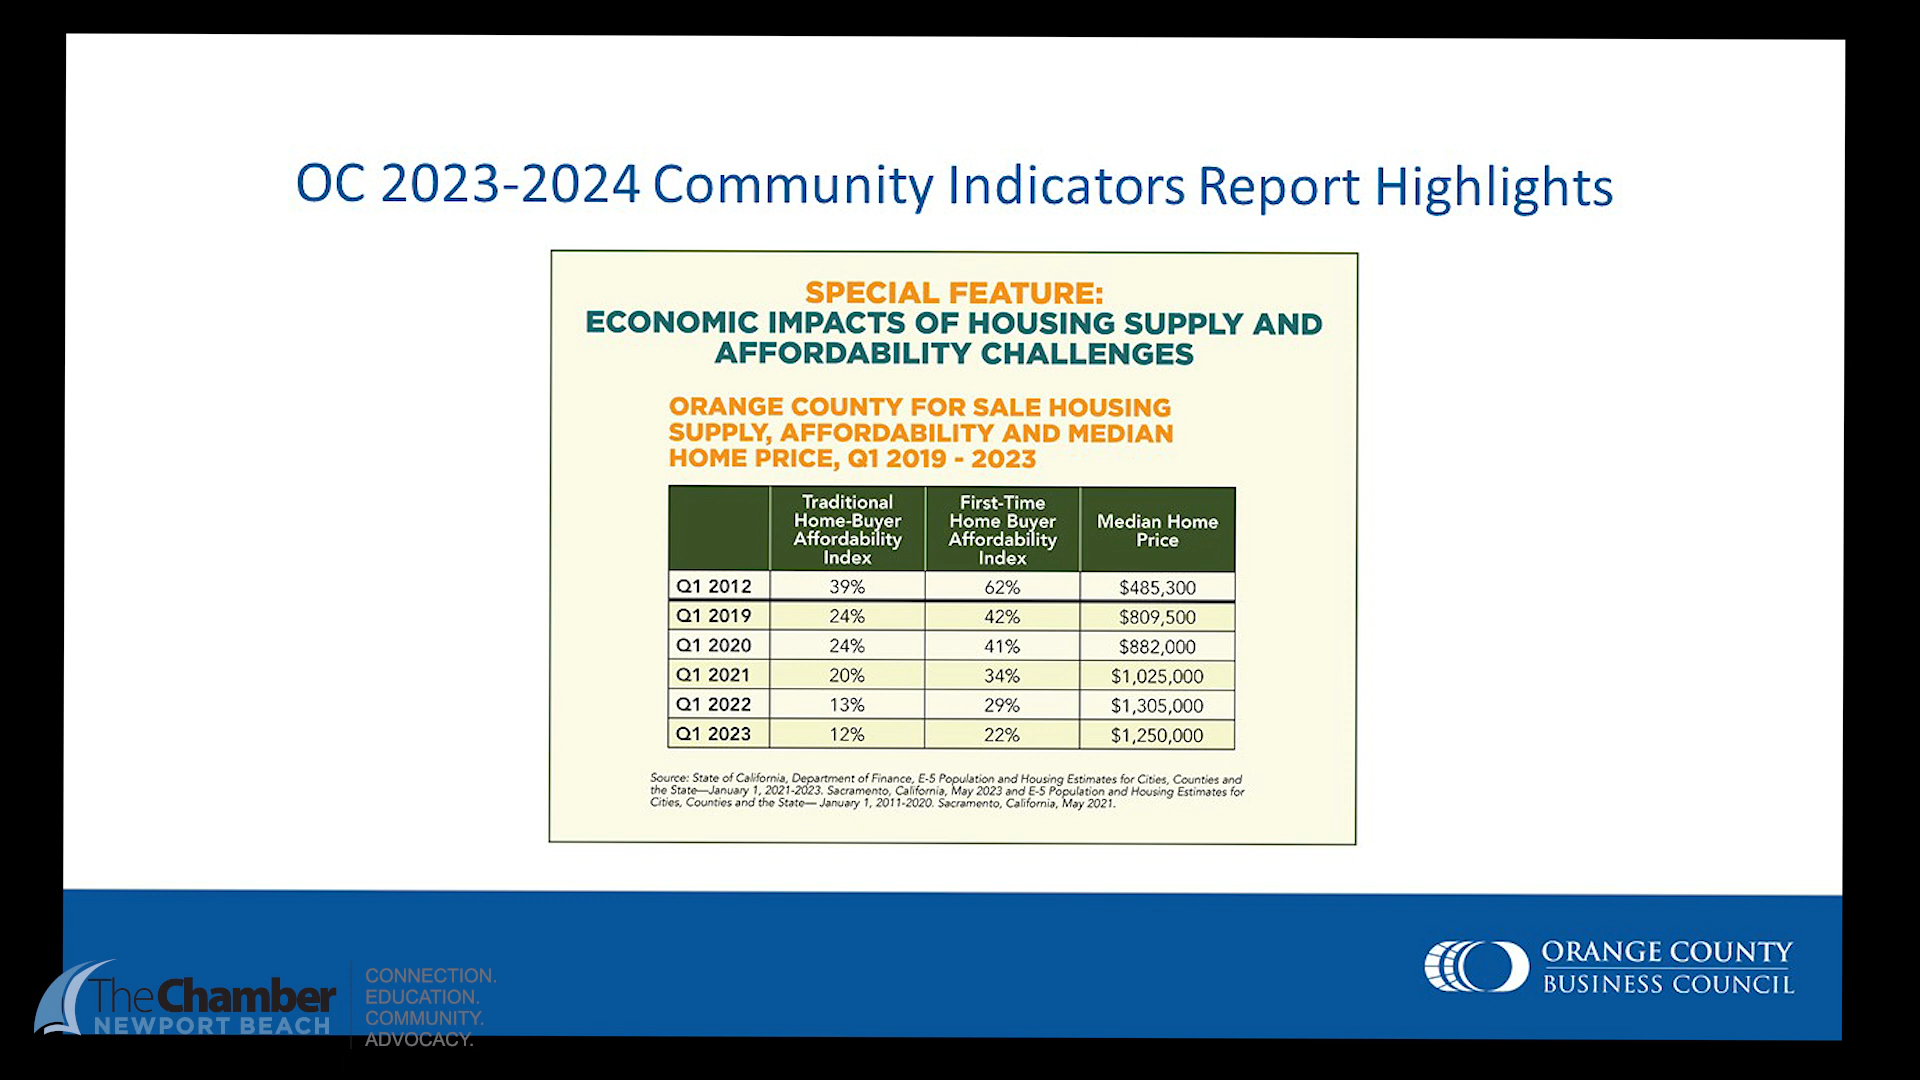 OC 2023-2024 Community Indicators Report Highlights
SPECIAL FEATURE:
ECONOMIC IMPACTS OF HOUSING SUPPLY AND
AFFORDABILITY CHALLENGES
ORANGE COUNTY FOR SALE HOUSING
SUPPLY, AFFORDABILITY AND MEDIAN
HOME PRICE, Q1 2019 - 2023
Traditional Home-Buyer Affordability Index First-Time Home Buyer Affordability Index Median Home Price
Q1 2012 39% 62% $485,300
Q1 2019 24% 42% $809,500
Q1 2020 24% 41% $882,000
Q1 2021 20% 34% $1,025,000
Q1 2022 13% 29% $1,305,000
Q1 2023 12% 22% $1,250,000
Source: State of California, Department of Finance, E-5 Population and Housing Estimates for Cities, Counties and
the State—January 1, 2021-2023. Sacramento, California, May 2023 and E-5 Population and Housing Estimates for
Cities, Counties and the State— January 1, 2011-2020. Sacramento, California, May 2021.
ORANGE COUNTY
BUSINESS COUNCIL
TheChamber
NEWPORT BEACH
CONNECTION.
EDUCATION.
COMMUNITY.
ADVOCACY.